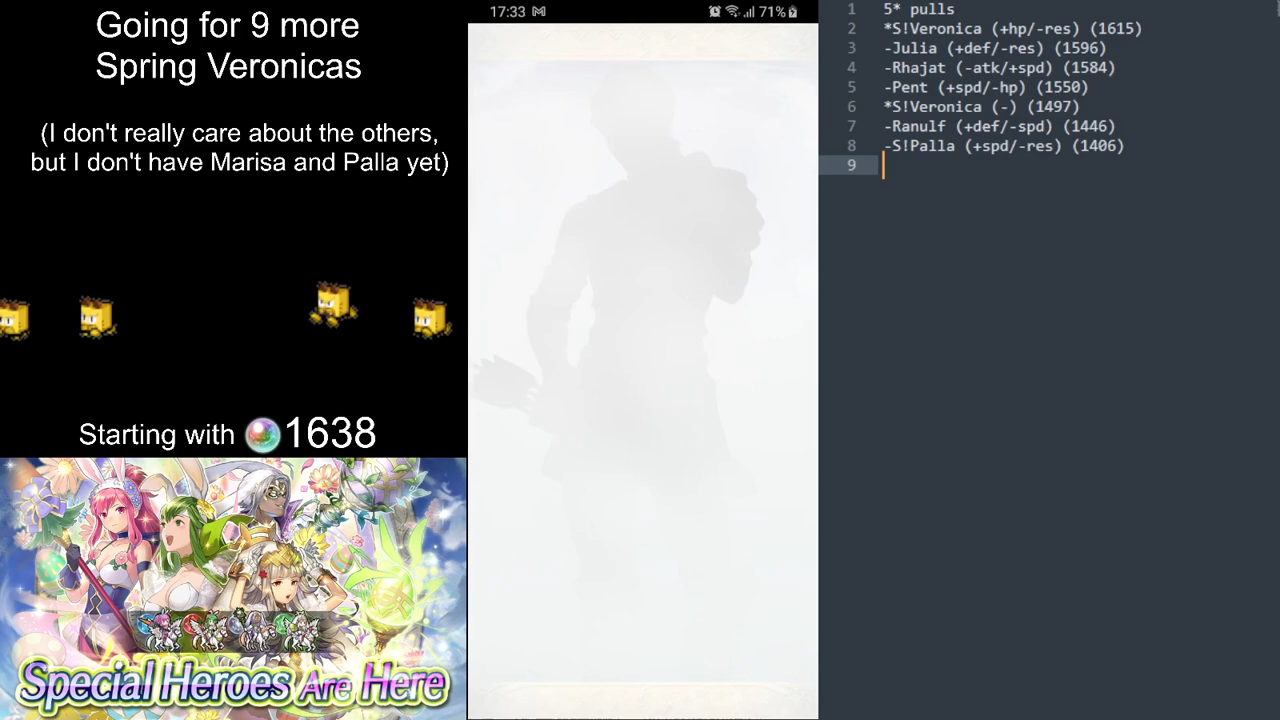 Going for 9 more
Spring Veronicas
(I don't really care about the others,
but I don't have Marisa and Palla yet)
Starting with 1638
Special Heroes Are Here
17:33 71%
1 5* pulls
2 *S!Veronica (+hp/-res) (1615)
3 -Julia (+def/-res) (1596)
4 -Rhajat (-atk/+spd) (1584)
5 -Pent (+spd/-hp) (1550)
6 *S!Veronica (-) (1497)
7 -Ranulf (+def/-spd) (1446)
8 -S!Palla (+spd/-res) (1406)
9